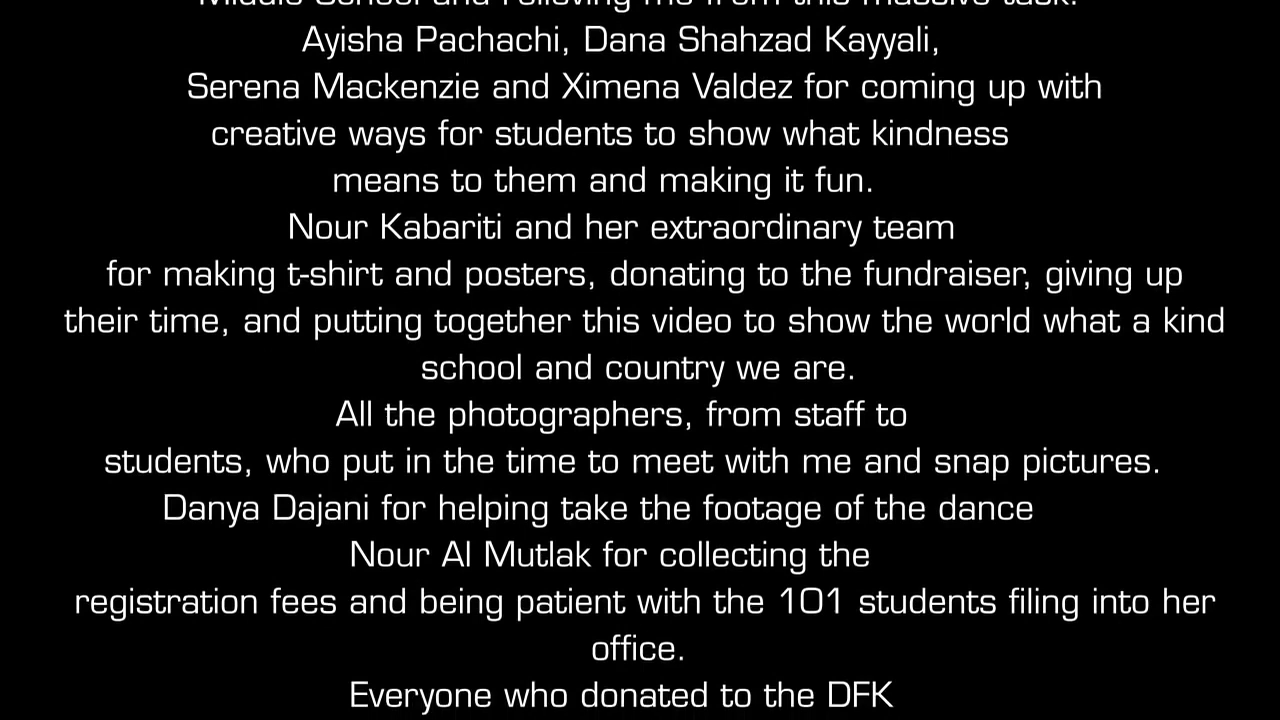 Middle School and relieving me from this massive task.
Ayisha Pachachi, Dana Shahzad Kayyali,
Serena Mackenzie and Ximena Valdez for coming up with
creative ways for students to show what kindness
means to them and making it fun.
Nour Kabariti and her extraordinary team
for making t-shirt and posters, donating to the fundraiser, giving up
their time, and putting together this video to show the world what a kind
school and country we are.
All the photographers, from staff to
students, who put in the time to meet with me and snap pictures.
Danya Dajani for helping take the footage of the dance
Nour Al Mutlak for collecting the
registration fees and being patient with the 101 students filing into her
office.
Everyone who donated to the DFK